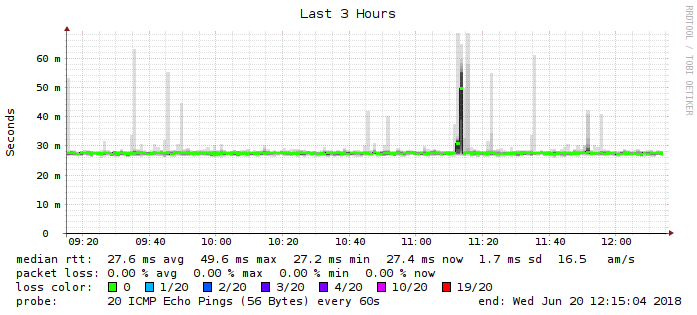 Last 3 Hours
RRDTOOL / TOBI OETIKER
Seconds
60 m
50 m
40 m
30 m
20 m
10 m
0
09:20 09:40 10:00 10:20 10:40 11:00 11:20 11:40 12:00
median rtt: 27.6 ms avg 49.6 ms max 27.2 ms min 27.4 ms now 1.7 ms sd 16.5 am/s
packet loss: 0.00 % avg 0.00 % max 0.00 % min 0.00 % now
loss color: 0 1/20 2/20 3/20 4/20 10/20 19/20
probe: 20 ICMP Echo Pings (56 Bytes) every 60s end: Wed Jun 20 12:15:04 2018